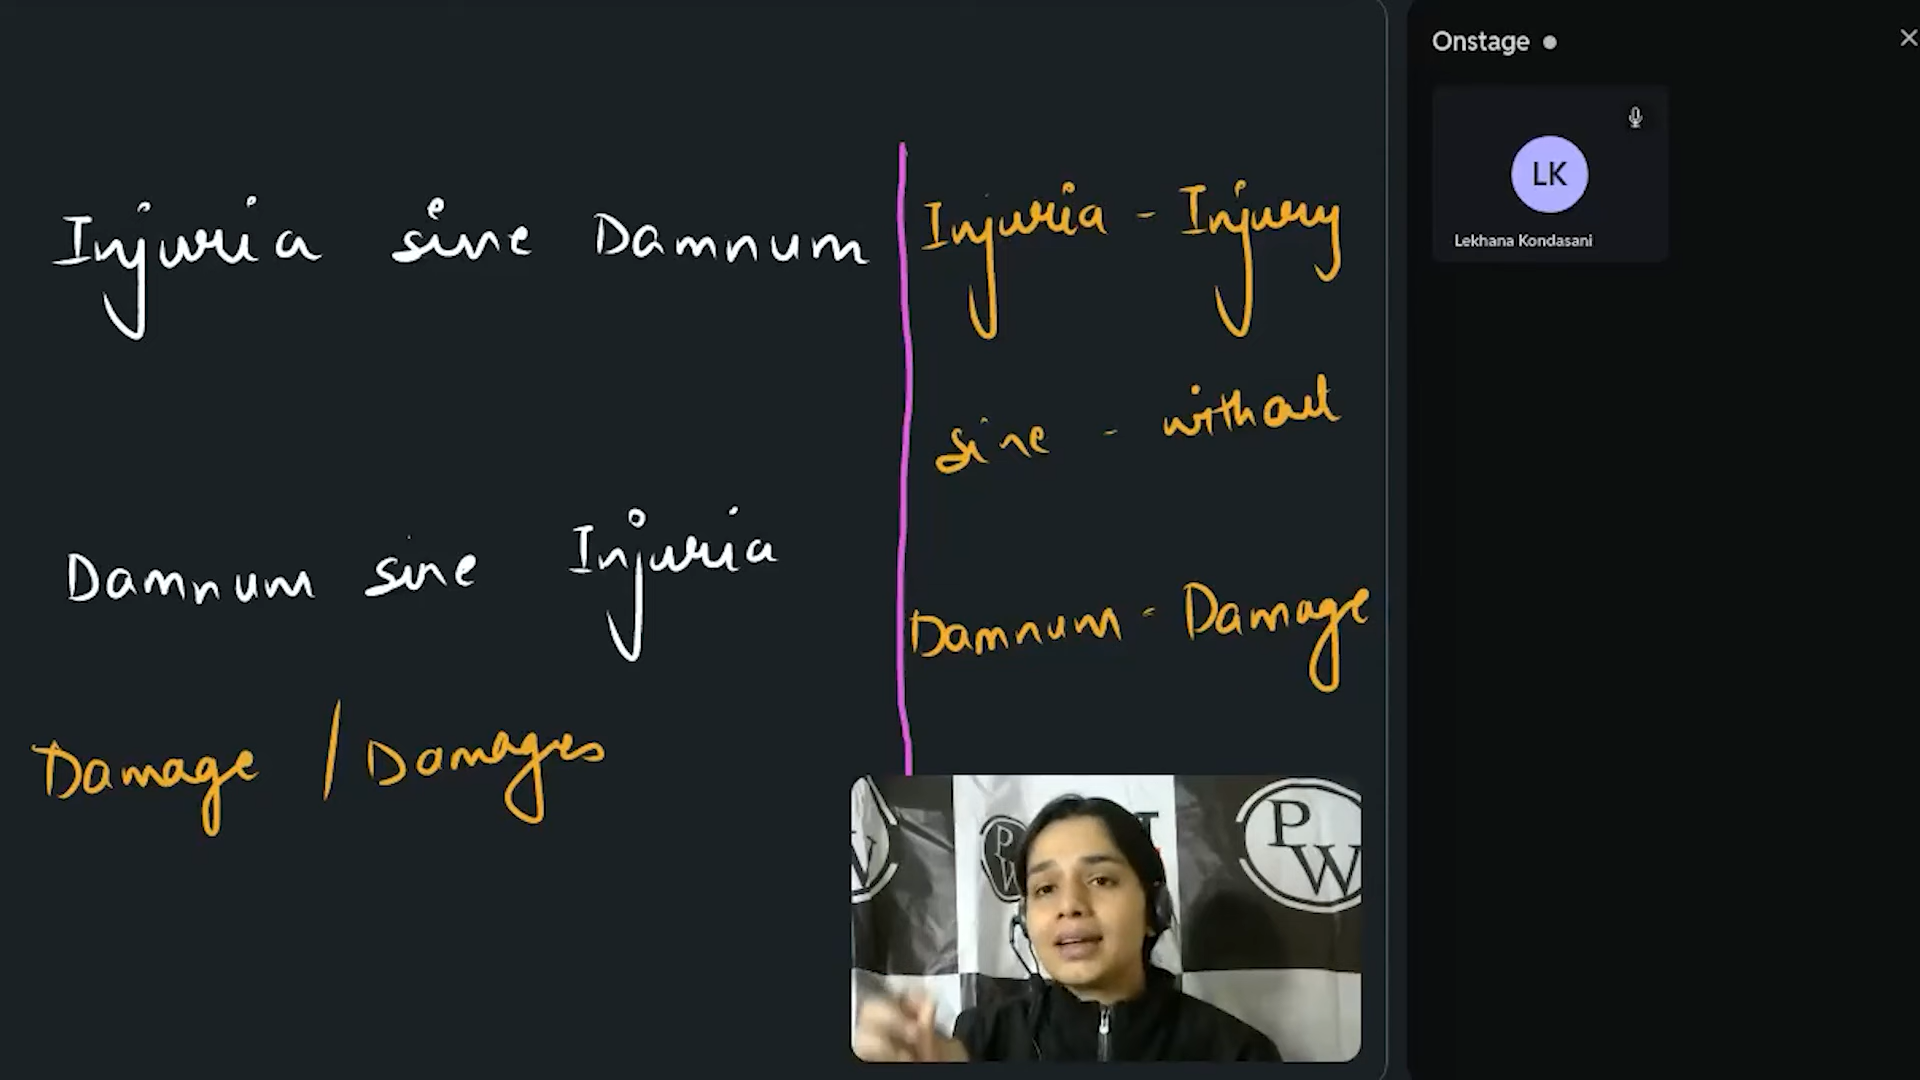 Injuria sine Damnum
Damnum sine Injuria
Damage / Damages
Injuria - Injury
sine - without
Damnum - Damage
PW
PW
Onstage
LK
Lekhana Kondasani